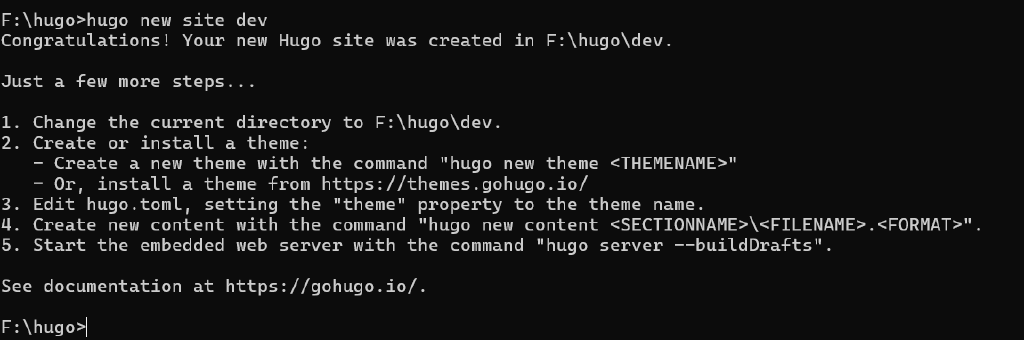 F:\hugo>hugo new site dev
Congratulations! Your new Hugo site was created in F:\hugo\dev.
Just a few more steps...
1. Change the current directory to F:\hugo\dev.
2. Create or install a theme:
   - Create a new theme with the command "hugo new theme <THEMENAME>"
   - Or, install a theme from https://themes.gohugo.io/
3. Edit hugo.toml, setting the "theme" property to the theme name.
4. Create new content with the command "hugo new content <SECTIONNAME>\<FILENAME>.<FORMAT>".
5. Start the embedded web server with the command "hugo server --buildDrafts".
See documentation at https://gohugo.io/.
F:\hugo>